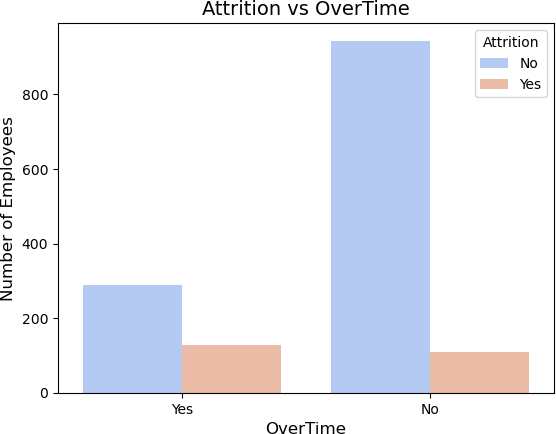 Attrition vs OverTime
Attrition
No
Yes
800
600
400
200
0
Number of Employees
Yes
No
OverTime